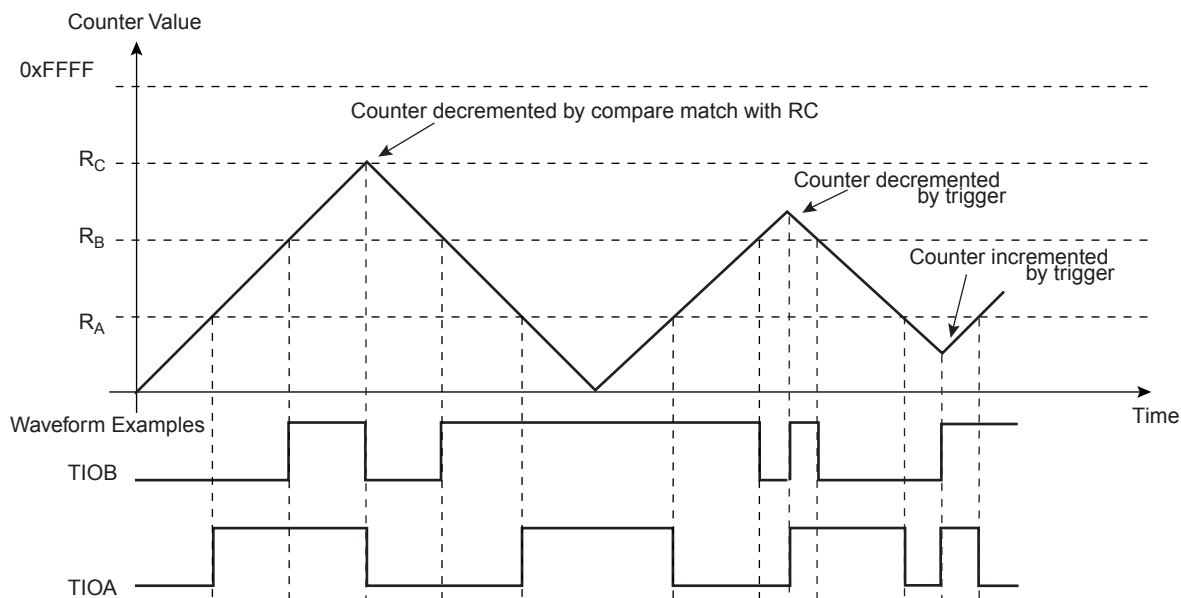 Counter Value
0xFFFF
Counter decremented by compare match with RC
RC
Counter decremented
by trigger
RB
Counter incremented
by trigger
RA
Time
Waveform Examples
TIOB
TIOA